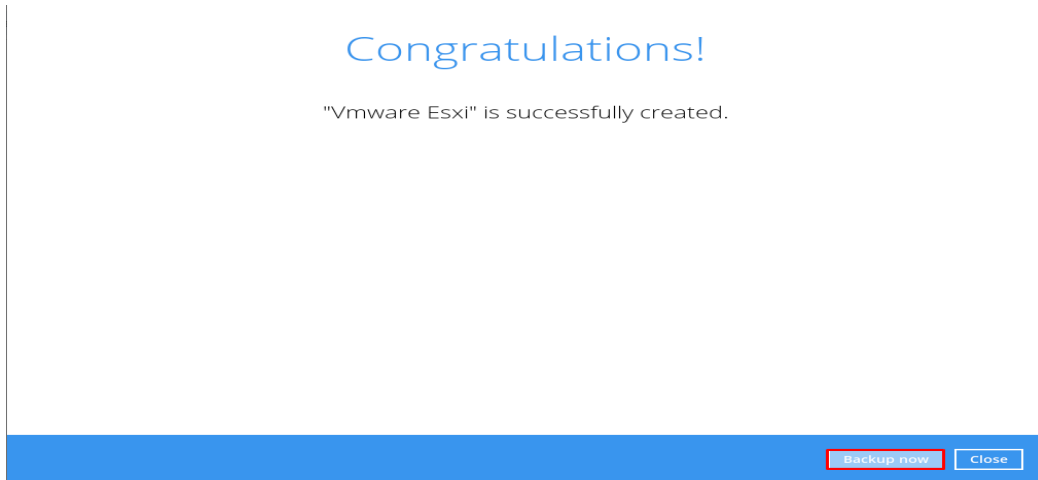 Congratulations!
"Vmware Esxi" is successfully created.
Backup now
Close